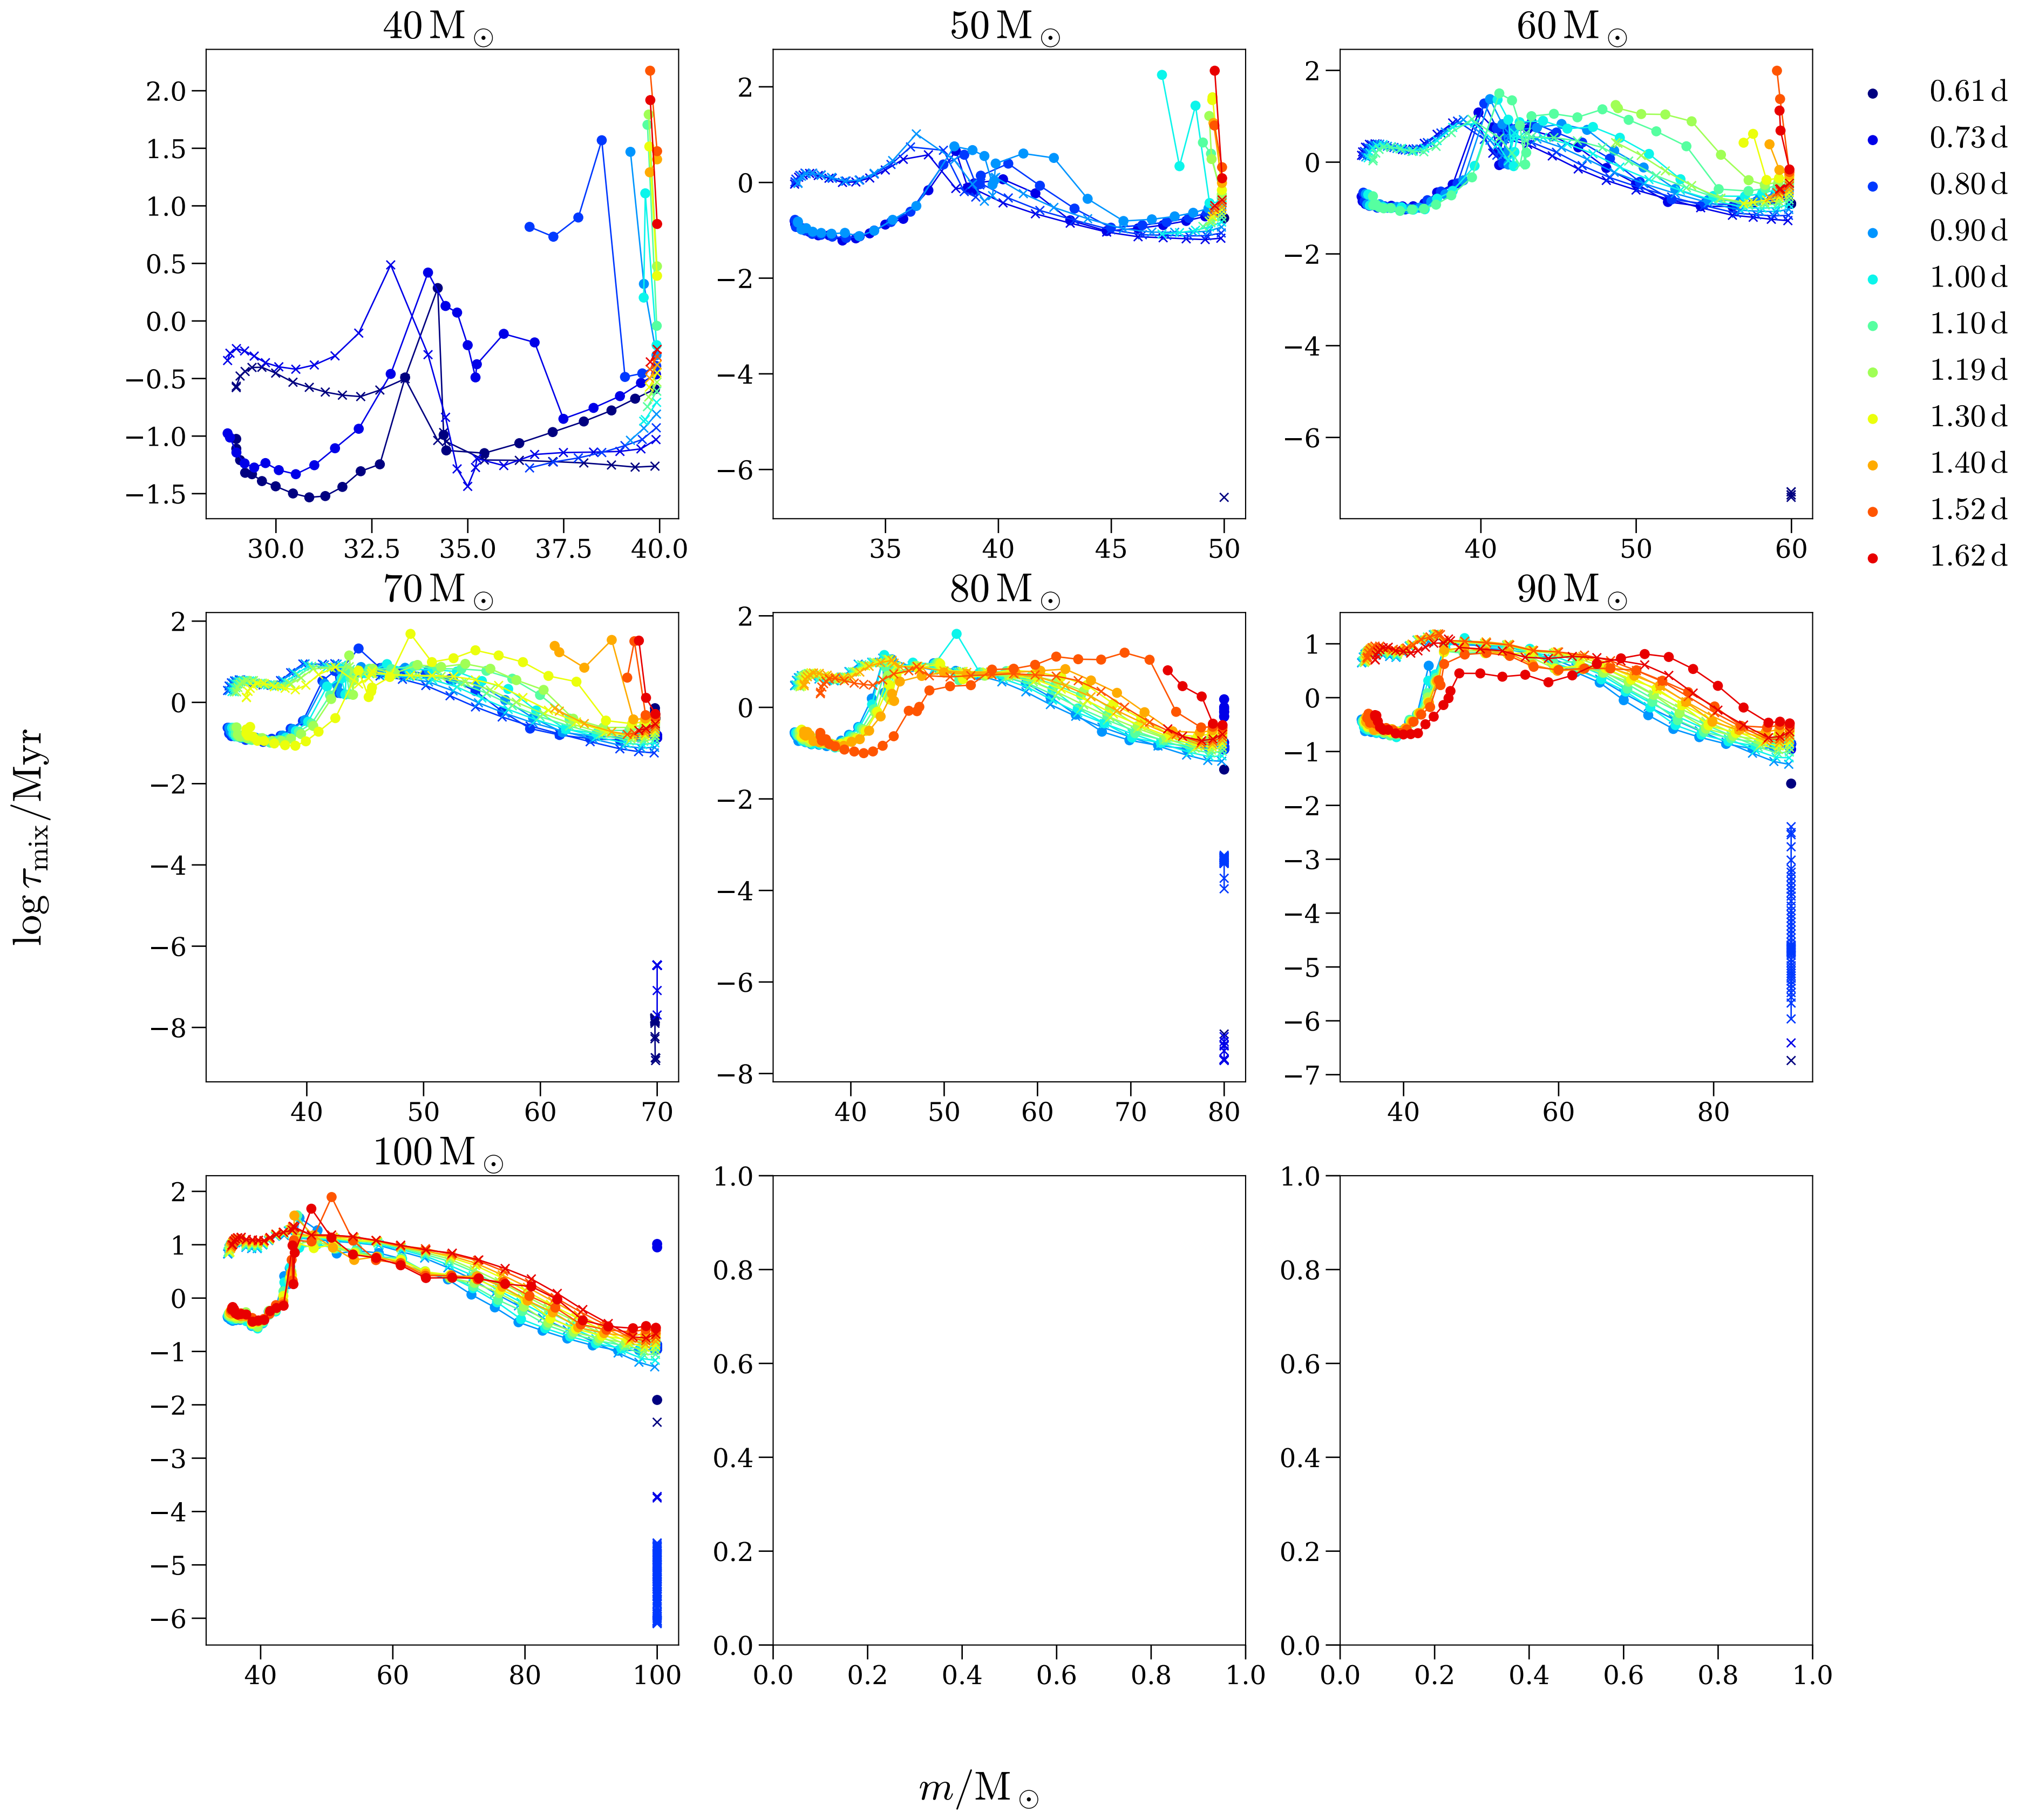 40 M⊙ 50 M⊙ 60 M⊙
2.0
1.5
1.0
0.5
0.0
−0.5
−1.0
−1.5
30.0 32.5 35.0 37.5 40.0
2
0
−2
−4
−6
35 40 45 50
2
0
−2
−4
−6
40 50 60
0.61 d
0.73 d
0.80 d
0.90 d
1.00 d
1.10 d
1.19 d
1.30 d
1.40 d
1.52 d
1.62 d
70 M⊙ 80 M⊙ 90 M⊙
2
0
−2
−4
−6
−8
40 50 60 70
2
0
−2
−4
−6
−8
40 50 60 70 80
1
0
−1
−2
−3
−4
−5
−6
−7
40 60 80
log τmix/Myr
100 M⊙
2
1
0
−1
−2
−3
−4
−5
−6
40 60 80 100
1.0
0.8
0.6
0.4
0.2
0.0
0.0 0.2 0.4 0.6 0.8 1.0
1.0
0.8
0.6
0.4
0.2
0.0
0.0 0.2 0.4 0.6 0.8 1.0
m/M⊙